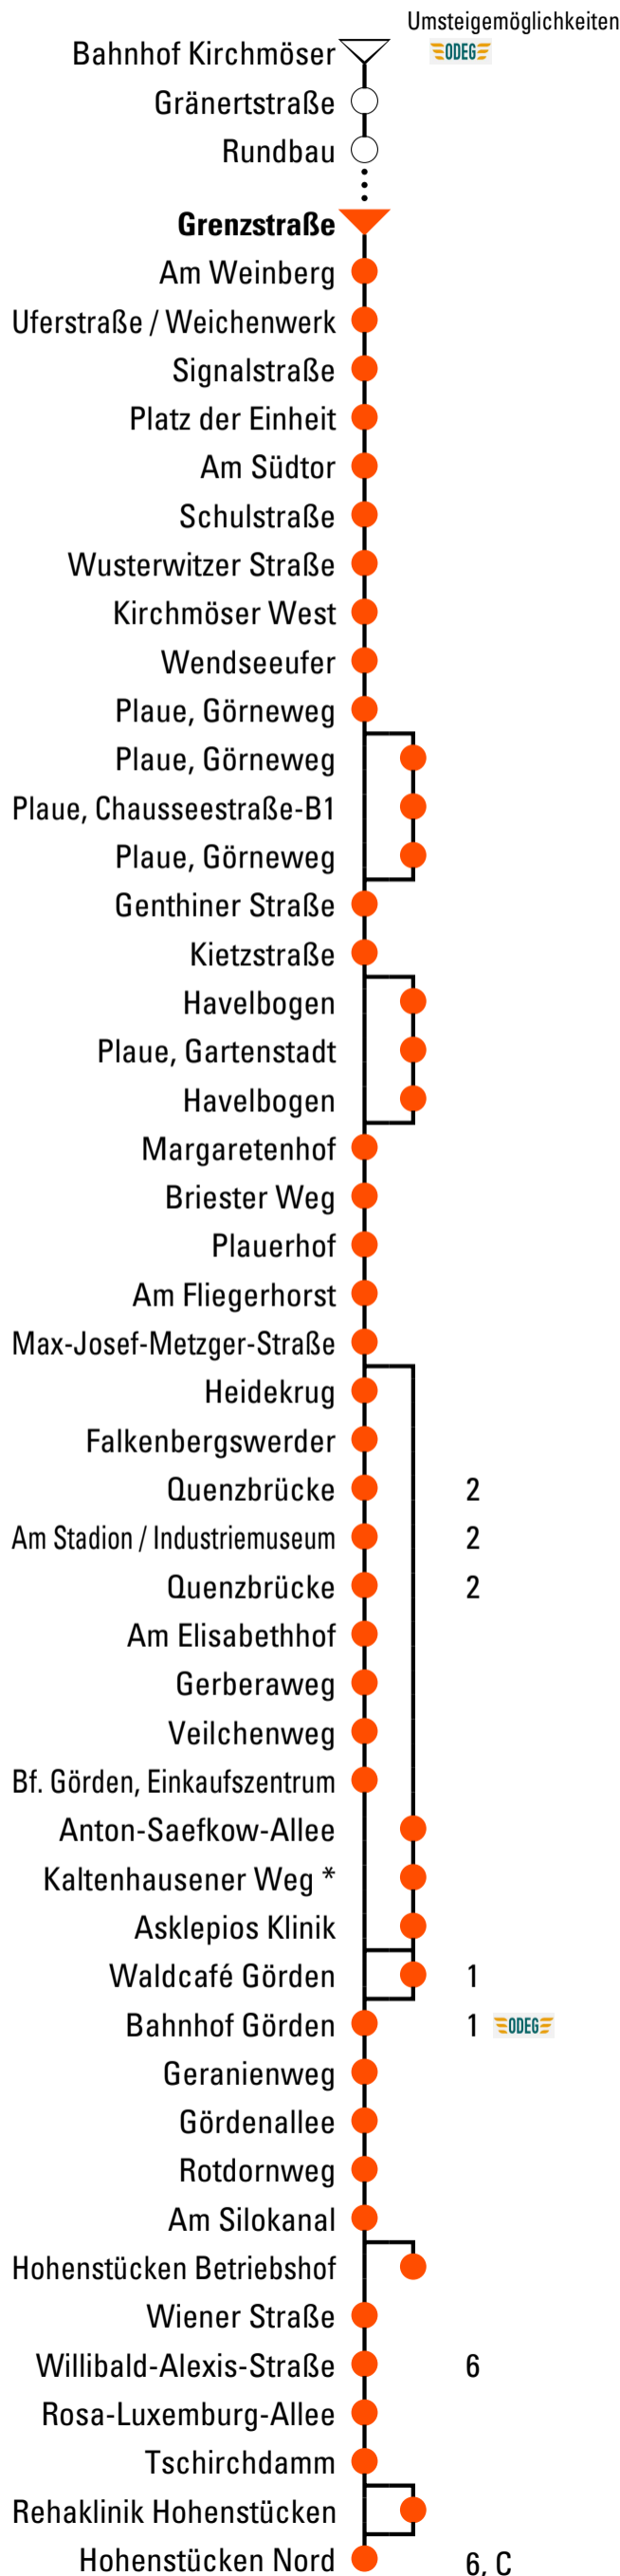 Umsteigemöglichkeiten
Bahnhof Kirchmöser ODEG
Gränertstraße
Rundbau
Grenzstraße
Am Weinberg
Uferstraße / Weichenwerk
Signalstraße
Platz der Einheit
Am Südtor
Schulstraße
Wusterwitzer Straße
Kirchmöser West
Wendseeufer
Plaue, Görneweg
Plaue, Görneweg
Plaue, Chausseestraße-B1
Plaue, Görneweg
Genthiner Straße
Kietzstraße
Havelbogen
Plaue, Gartenstadt
Havelbogen
Margaretenhof
Briester Weg
Plauerhof
Am Fliegerhorst
Max-Josef-Metzger-Straße
Heidekrug
Falkenbergswerder
Quenzbrücke 2
Am Stadion / Industriemuseum 2
Quenzbrücke 2
Am Elisabethhof
Gerberaweg
Veilchenweg
Bf. Görden, Einkaufszentrum
Anton-Saefkow-Allee
Kaltenhausener Weg *
Asklepios Klinik
Waldcafé Görden 1
Bahnhof Görden 1 ODEG
Geranienweg
Gördenallee
Rotdornweg
Am Silokanal
Hohenstücken Betriebshof
Wiener Straße
Willibald-Alexis-Straße 6
Rosa-Luxemburg-Allee
Tschirchdamm
Rehaklinik Hohenstücken
Hohenstücken Nord 6, C